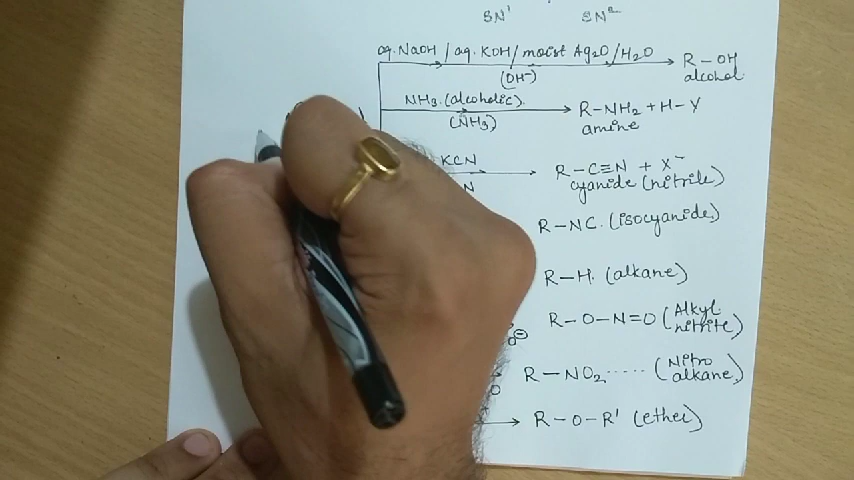 SN¹ SN²
aq.NaOH / aq.KOH / moist Ag2O/H2O
(OH⁻)
R-OH
alcohol
NH3.(alcoholic).
(NH3)
R-NH2 + H-Y
amine
KCN
N
R-C≡N + X⁻
cyanide (nitrile)
R-NC. (isocyanide)
R-H. (alkane)
R-O-N=O (Alkyl
nitrite)
R-NO2..... (Nitro
alkane)
R-O-R' (ether)